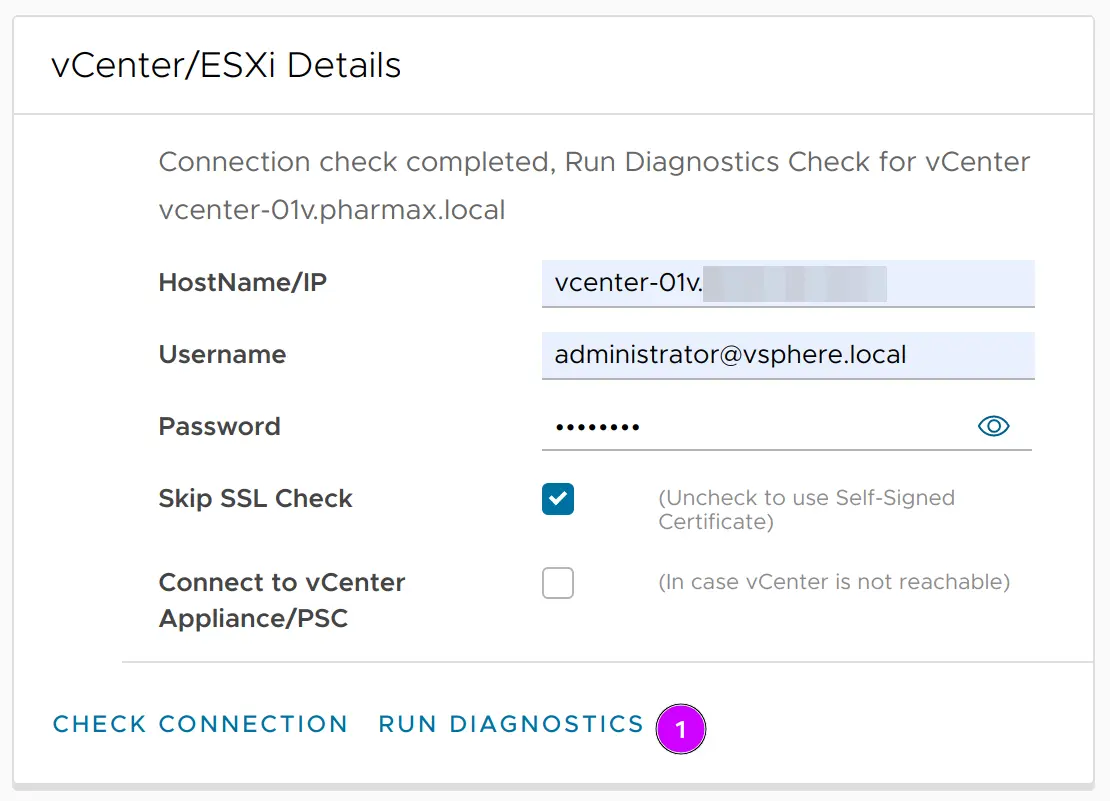 vCenter/ESXi Details
Connection check completed, Run Diagnostics Check for vCenter
vcenter-01v.pharmax.local
HostName/IP vcenter-01v.
Username administrator@vsphere.local
Password ••••••••
Skip SSL Check (Uncheck to use Self-Signed
Certificate)
Connect to vCenter (In case vCenter is not reachable)
Appliance/PSC
CHECK CONNECTION RUN DIAGNOSTICS 1